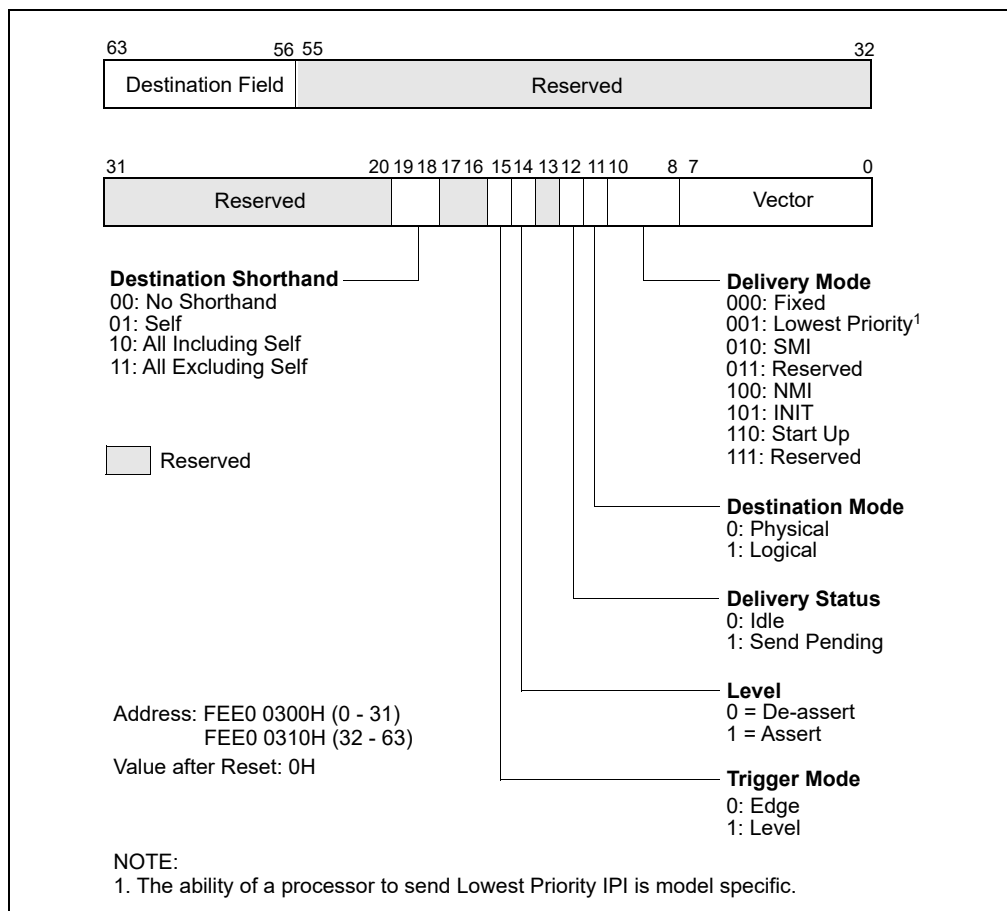 63 56 55 32
Destination Field Reserved
31 20 19 18 17 16 15 14 13 12 11 10 8 7 0
Reserved Vector
Destination Shorthand
00: No Shorthand
01: Self
10: All Including Self
11: All Excluding Self
Reserved
Delivery Mode
000: Fixed
001: Lowest Priority1
010: SMI
011: Reserved
100: NMI
101: INIT
110: Start Up
111: Reserved
Destination Mode
0: Physical
1: Logical
Delivery Status
0: Idle
1: Send Pending
Level
0 = De-assert
1 = Assert
Address: FEE0 0300H (0 - 31)
FEE0 0310H (32 - 63)
Value after Reset: 0H
Trigger Mode
0: Edge
1: Level
NOTE:
1. The ability of a processor to send Lowest Priority IPI is model specific.